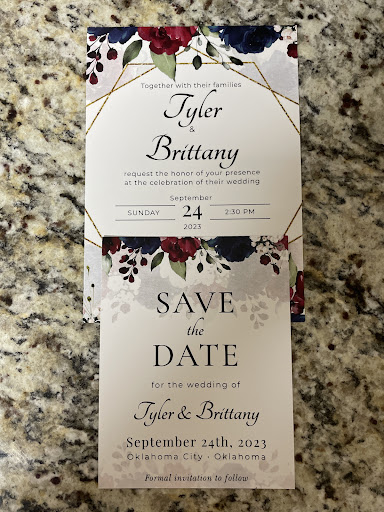 Together with their families
Tyler
&
Brittany
request the honor of your presence
at the celebration of their wedding
September
SUNDAY 24 2:30 PM
2023
SAVE
the
DATE
for the wedding of
Tyler & Brittany
September 24th, 2023
Oklahoma City • Oklahoma
Formal invitation to follow